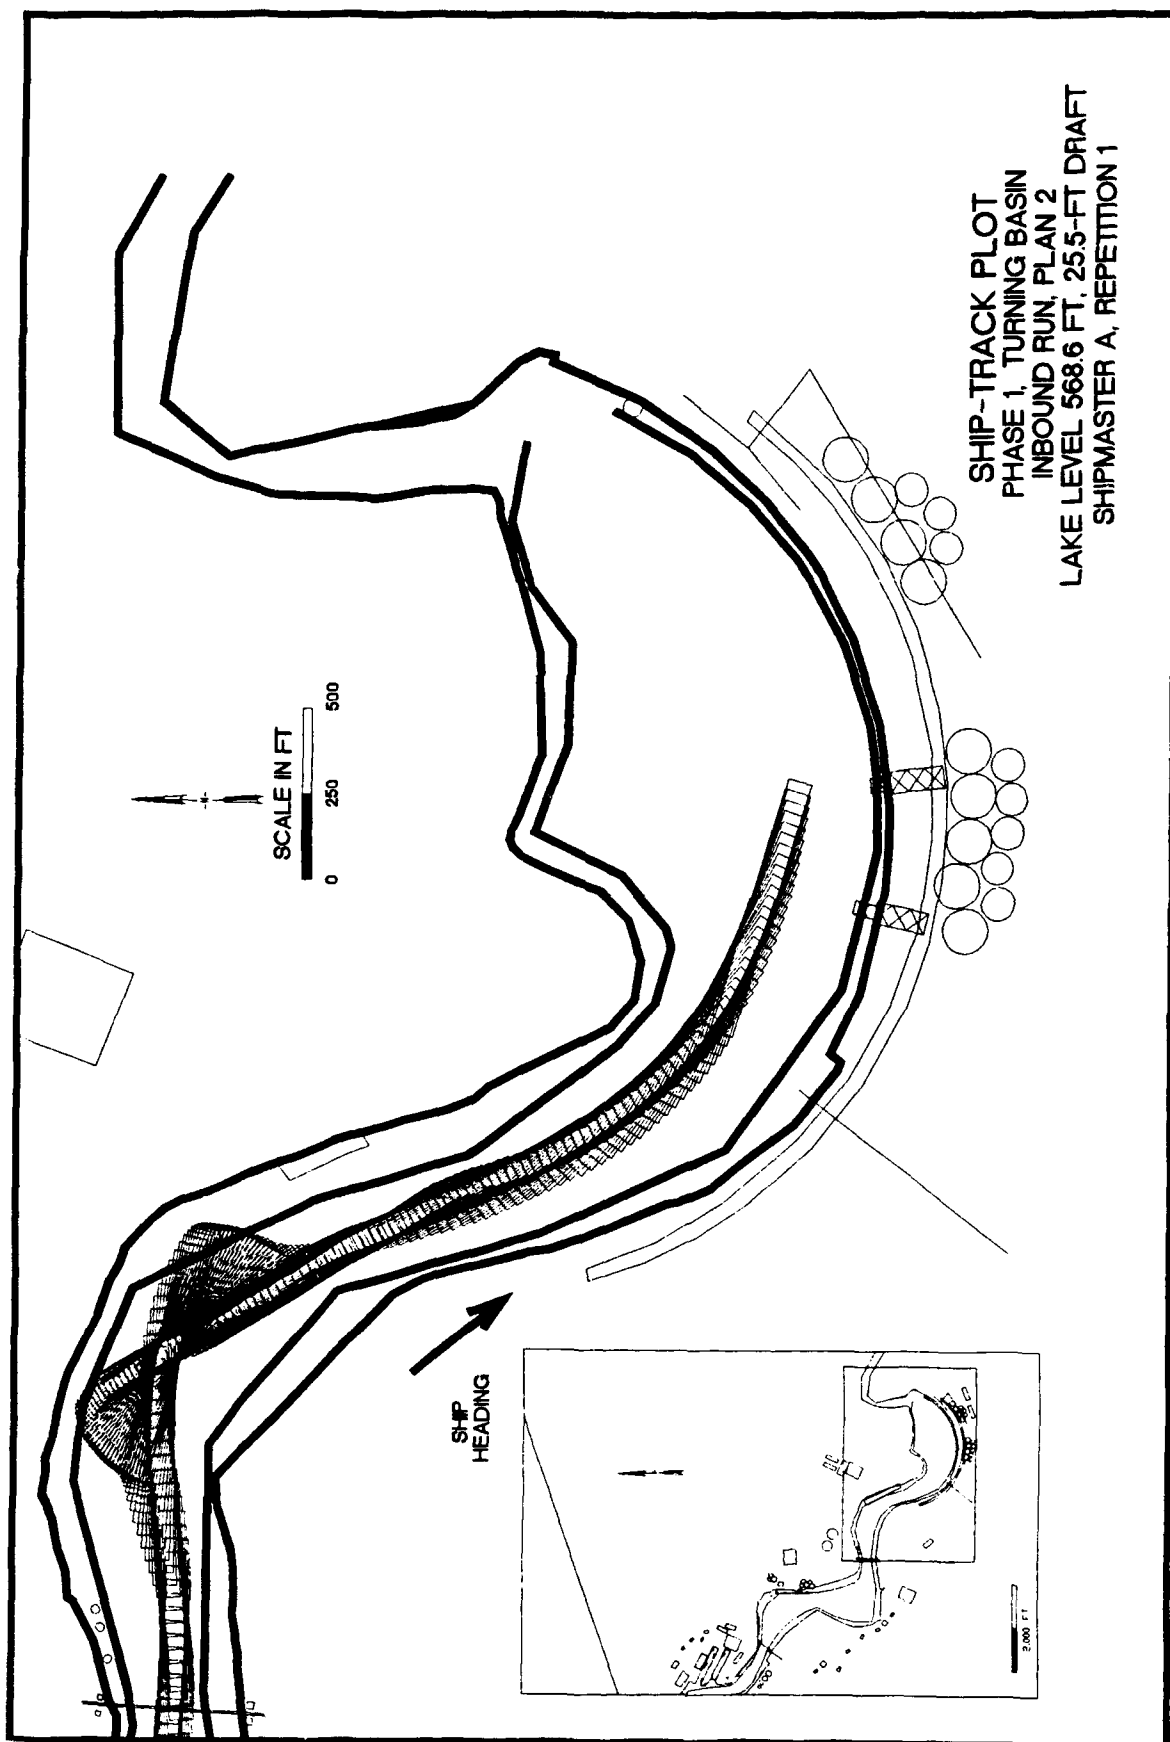 SHIP-TRACK PLOT
PHASE 1, TURNING BASIN
INBOUND RUN, PLAN 2
LAKE LEVEL 568.6 FT, 25.5-FT DRAFT
SHIPMASTER A, REPETITION 1
SCALE IN FT
0 250 500
SHIP
HEADING
2,000 FT